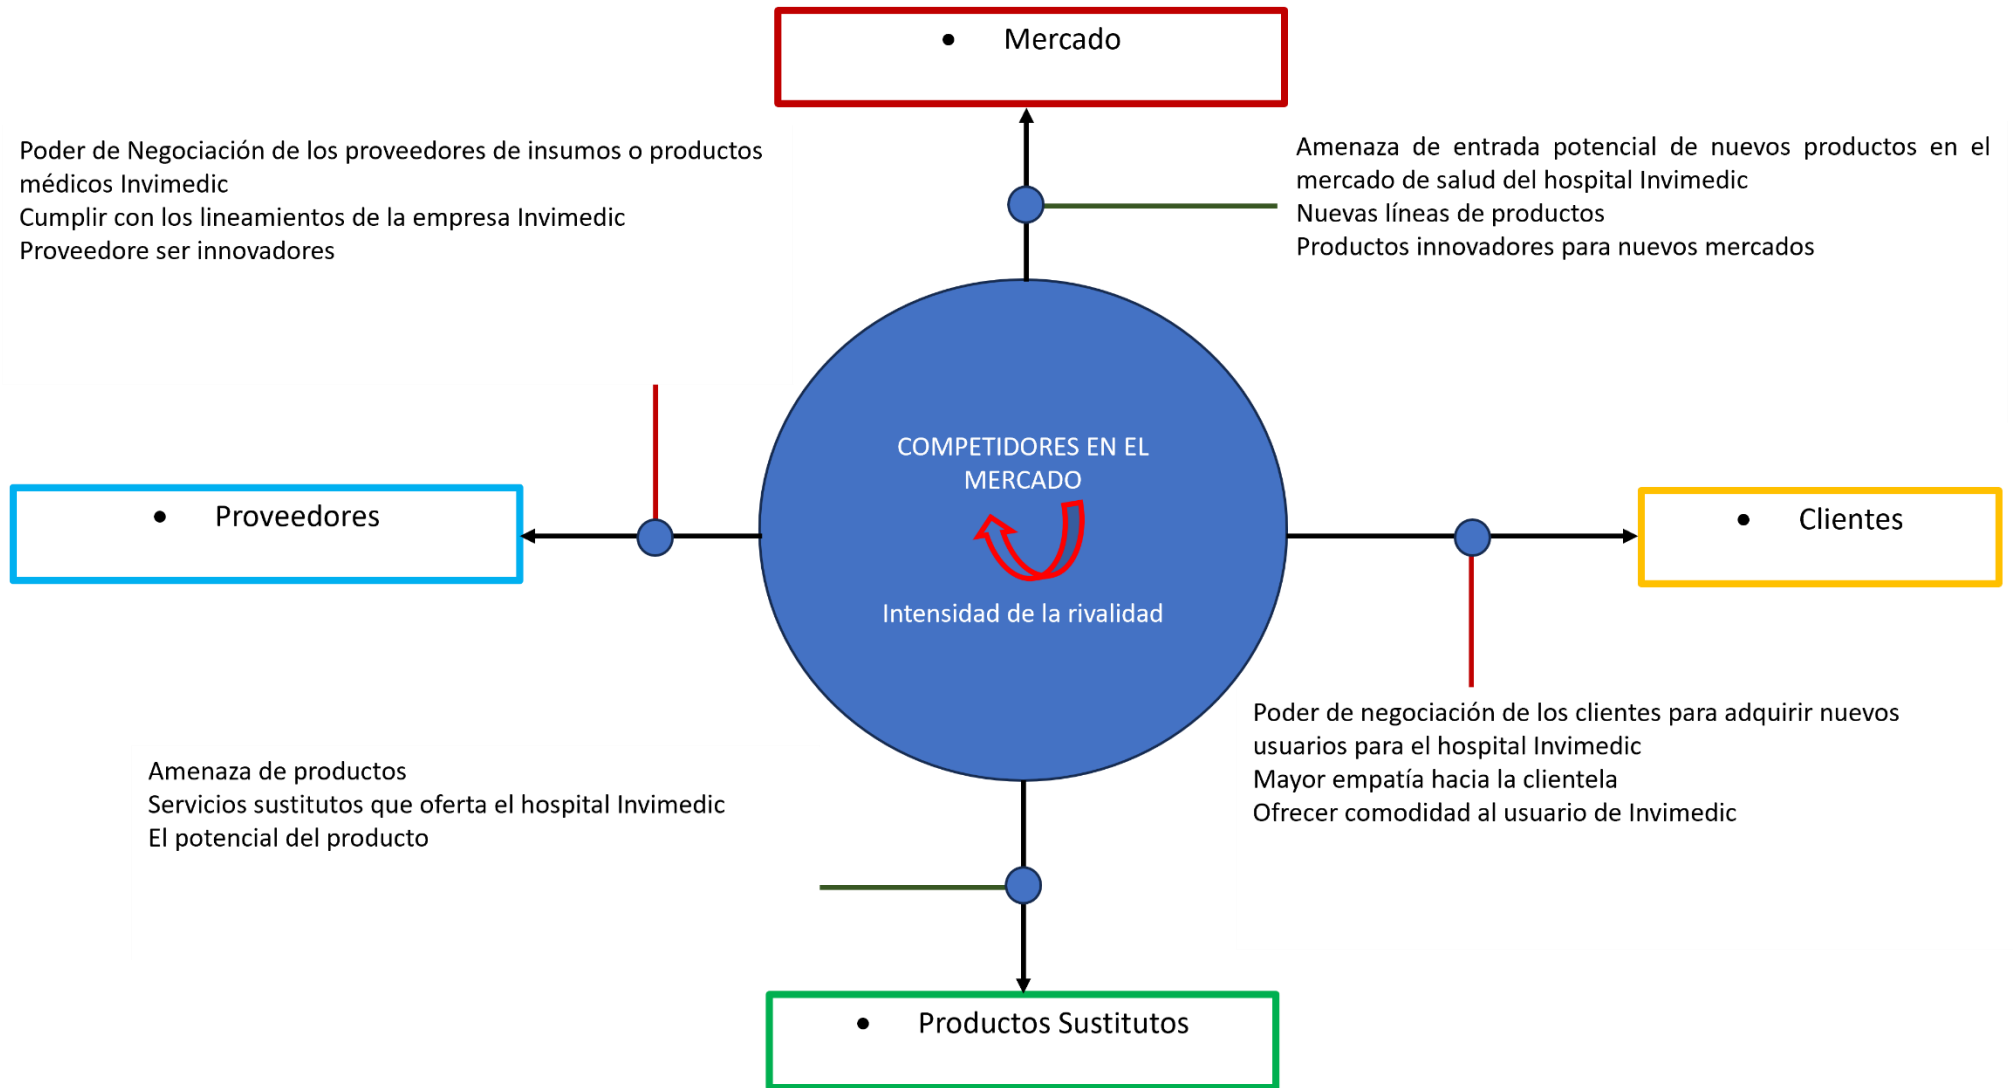 • Mercado
Poder de Negociación de los proveedores de insumos o productos
médicos Invimedic
Cumplir con los lineamientos de la empresa Invimedic
Proveedore ser innovadores
Amenaza de entrada potencial de nuevos productos en el
mercado de salud del hospital Invimedic
Nuevas líneas de productos
Productos innovadores para nuevos mercados
COMPETIDORES EN EL
MERCADO
Intensidad de la rivalidad
• Proveedores
• Clientes
Amenaza de productos
Servicios sustitutos que oferta el hospital Invimedic
El potencial del producto
Poder de negociación de los clientes para adquirir nuevos
usuarios para el hospital Invimedic
Mayor empatía hacia la clientela
Ofrecer comodidad al usuario de Invimedic
• Productos Sustitutos